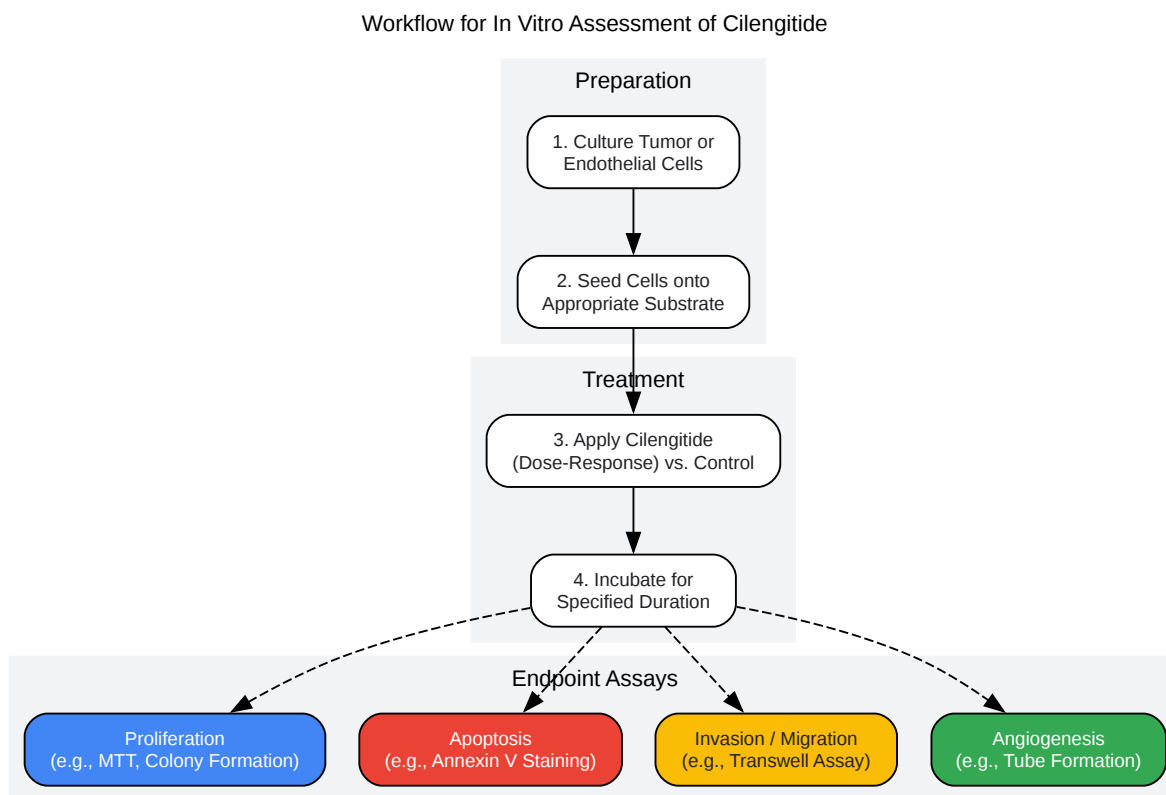 Workflow for In Vitro Assessment of Cilengitide
Preparation
1. Culture Tumor or
Endothelial Cells
2. Seed Cells onto
Appropriate Substrate
Treatment
3. Apply Cilengitide
(Dose-Response) vs. Control
4. Incubate for
Specified Duration
Endpoint Assays
Proliferation
(e.g., MTT, Colony Formation)
Apoptosis
(e.g., Annexin V Staining)
Invasion / Migration
(e.g., Transwell Assay)
Angiogenesis
(e.g., Tube Formation)